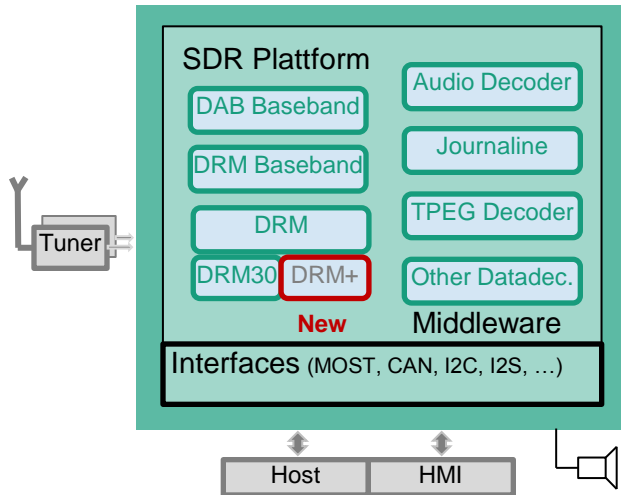 SDR Plattform
DAB Baseband
DRM Baseband
DRM
DRM30
DRM+
New
Audio Decoder
Journaline
TPEG Decoder
Other Datadec.
Middleware
Tuner
Interfaces (MOST, CAN, I2C, I2S, …)
Host
HMI